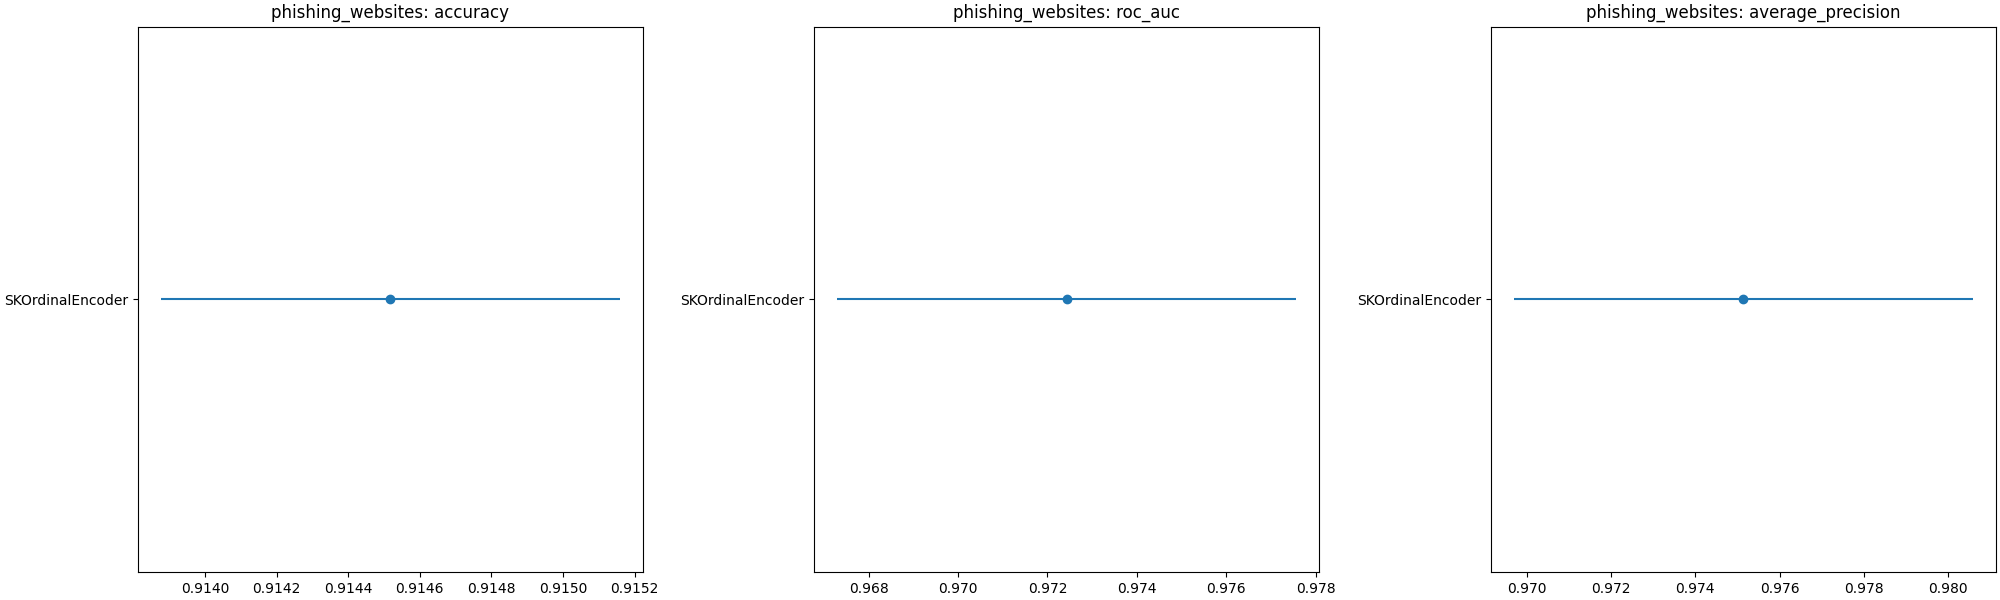 phishing_websites: accuracy
SKOrdinalEncoder
0.9140 0.9142 0.9144 0.9146 0.9148 0.9150 0.9152
phishing_websites: roc_auc
SKOrdinalEncoder
0.968 0.970 0.972 0.974 0.976 0.978
phishing_websites: average_precision
SKOrdinalEncoder
0.970 0.972 0.974 0.976 0.978 0.980